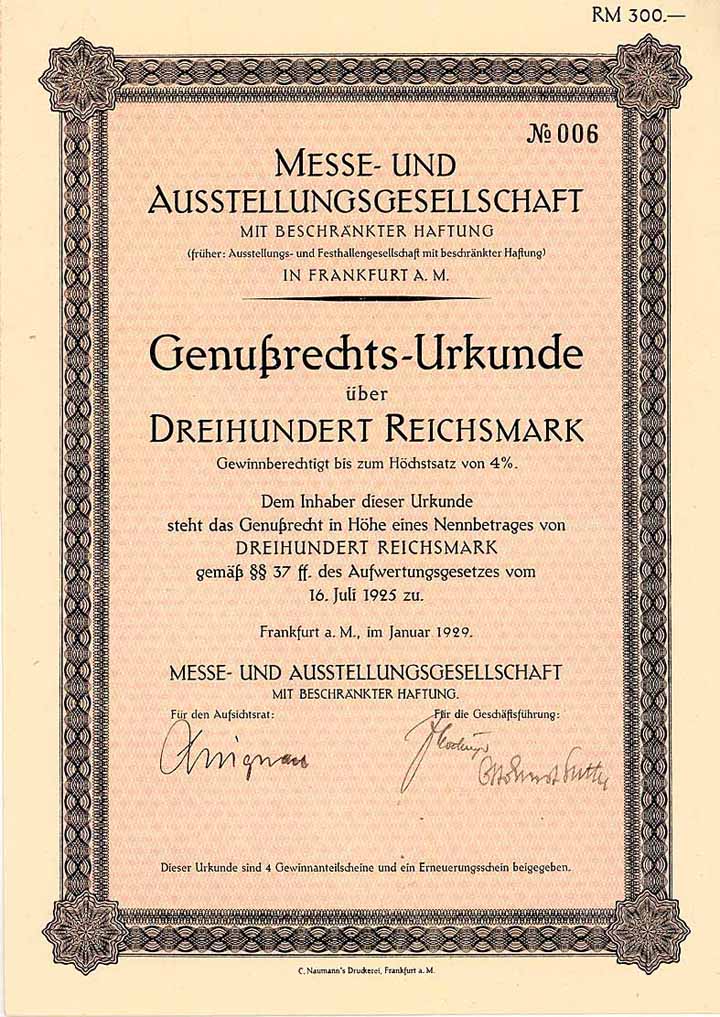 RM 300.—
№ 006
MESSE- UND
AUSSTELLUNGSGESELLSCHAFT
MIT BESCHRÄNKTER HAFTUNG
(früher: Ausstellungs- und Festhallengesellschaft mit beschränkter Haftung)
IN FRANKFURT A. M.
Genußrechts-Urkunde
über
DREIHUNDERT REICHSMARK
Gewinnberechtigt bis zum Höchstsatz von 4%.
Dem Inhaber dieser Urkunde
steht das Genußrecht in Höhe eines Nennbetrages von
DREIHUNDERT REICHSMARK
gemäß §§ 37 ff. des Aufwertungsgesetzes vom
16. Juli 1925 zu.
Frankfurt a. M., im Januar 1929.
MESSE- UND AUSSTELLUNGSGESELLSCHAFT
MIT BESCHRÄNKTER HAFTUNG.
Für den Aufsichtsrat: Für die Geschäftsführung:
Dieser Urkunde sind 4 Gewinnanteilscheine und ein Erneuerungsschein beigegeben.
C. Naumann's Druckerei, Frankfurt a. M.